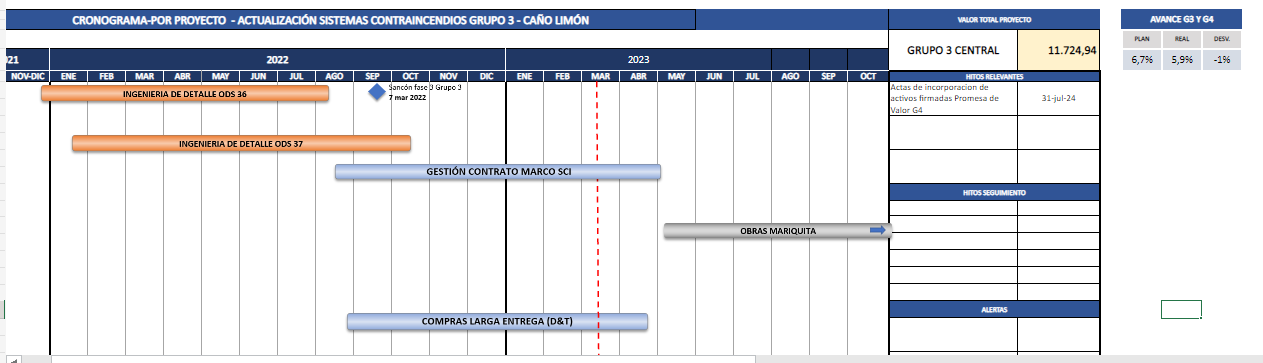 CRONOGRAMA-POR PROYECTO - ACTUALIZACIÓN SISTEMAS CONTRAINCENDIOS GRUPO 3 - CAÑO LIMÓN
VALOR TOTAL PROYECTO
AVANCE G3 Y G4
GRUPO 3 CENTRAL 11.724,94
PLAN REAL DESV.
6,7% 5,9% -1%
021 2022 2023
NOV-DIC ENE FEB MAR ABR MAY JUN JUL AGO SEP OCT NOV DIC ENE FEB MAR ABR MAY JUN JUL AGO SEP OCT
HITOS RELEVANTES
INGENIERIA DE DETALLE ODS 36
Sancón fase 3 Grupo 3
7 mar 2022
Actas de incorporacion de
activos firmadas Promesa de
Valor G4
31-jul-24
INGENIERIA DE DETALLE ODS 37
GESTIÓN CONTRATO MARCO SCI
HITOS SEGUIMIENTO
OBRAS MARIQUITA
ALERTAS
COMPRAS LARGA ENTREGA (D&T)